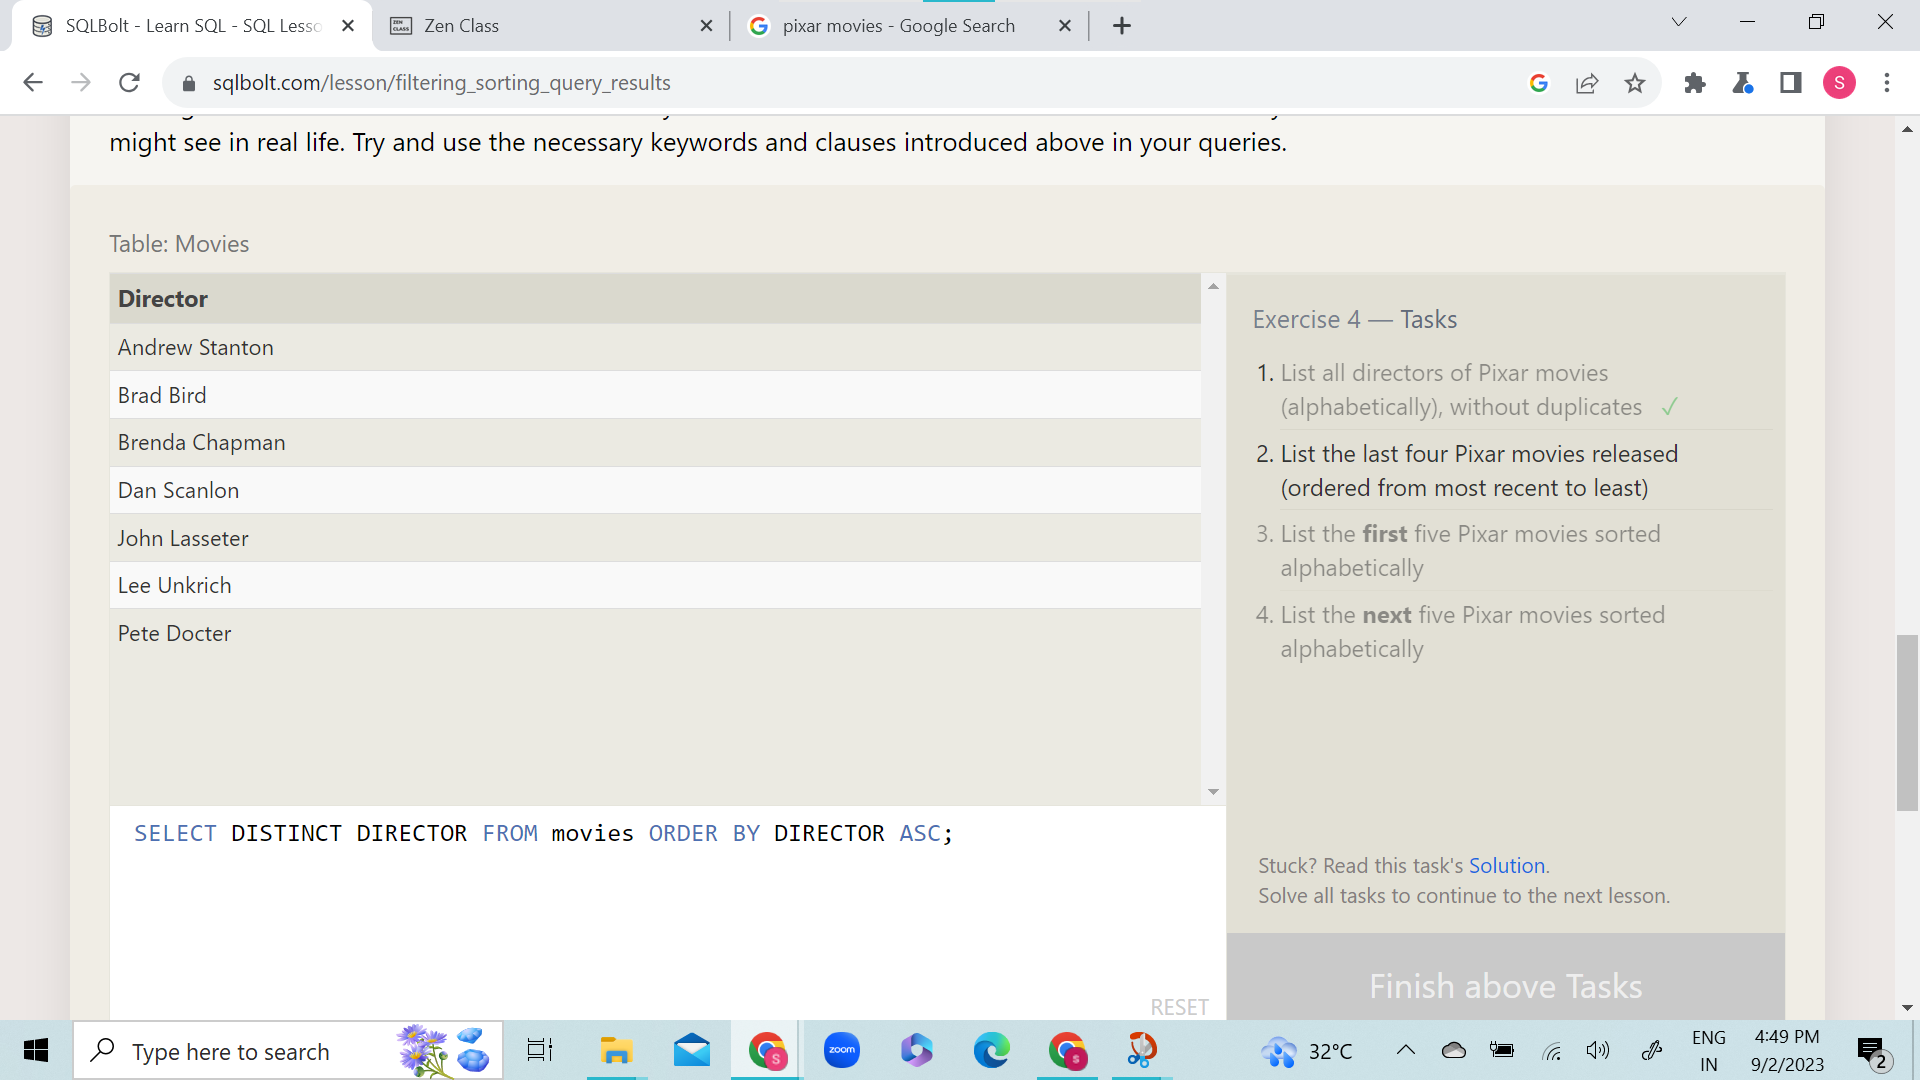 SQLBolt - Learn SQL - SQL Lesso
Zen Class
pixar movies - Google Search
sqlbolt.com/lesson/filtering_sorting_query_results
S
might see in real life. Try and use the necessary keywords and clauses introduced above in your queries.
Table: Movies
Director
Andrew Stanton
Brad Bird
Brenda Chapman
Dan Scanlon
John Lasseter
Lee Unkrich
Pete Docter
SELECT DISTINCT DIRECTOR FROM movies ORDER BY DIRECTOR ASC;
RESET
Exercise 4 — Tasks
1. List all directors of Pixar movies
(alphabetically), without duplicates ✓
2. List the last four Pixar movies released
(ordered from most recent to least)
3. List the first five Pixar movies sorted
alphabetically
4. List the next five Pixar movies sorted
alphabetically
Stuck? Read this task's Solution.
Solve all tasks to continue to the next lesson.
Finish above Tasks
Type here to search
zoom
32°C
ENG
IN
4:49 PM
9/2/2023
2